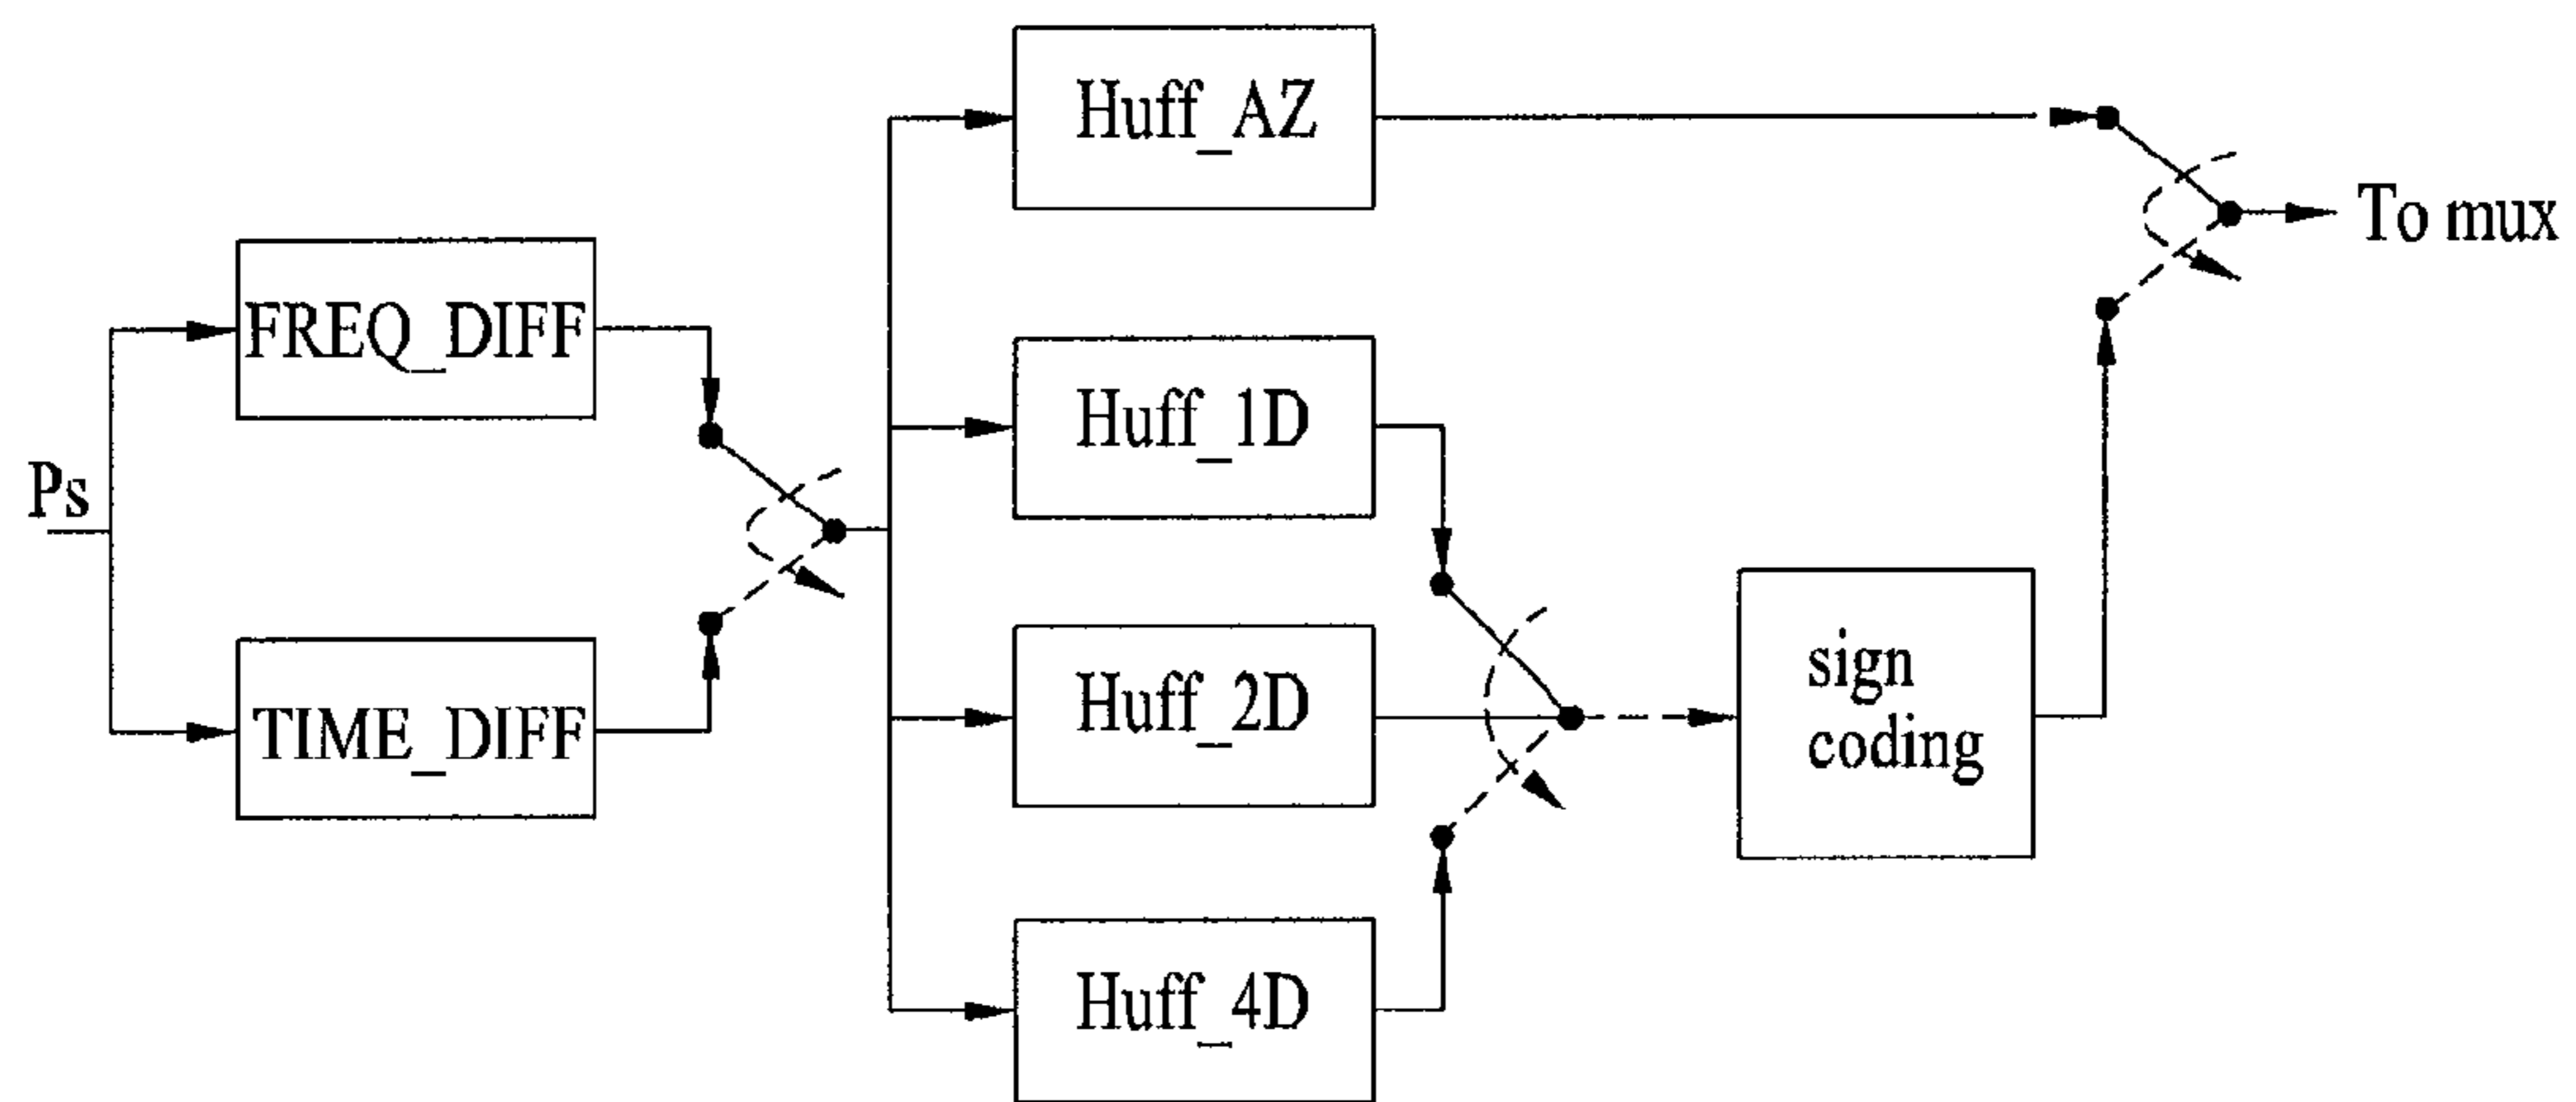 Huff_AZ
To mux
FREQ_DIFF
Huff_1D
Ps
TIME_DIFF
Huff_2D
sign
coding
Huff_4D